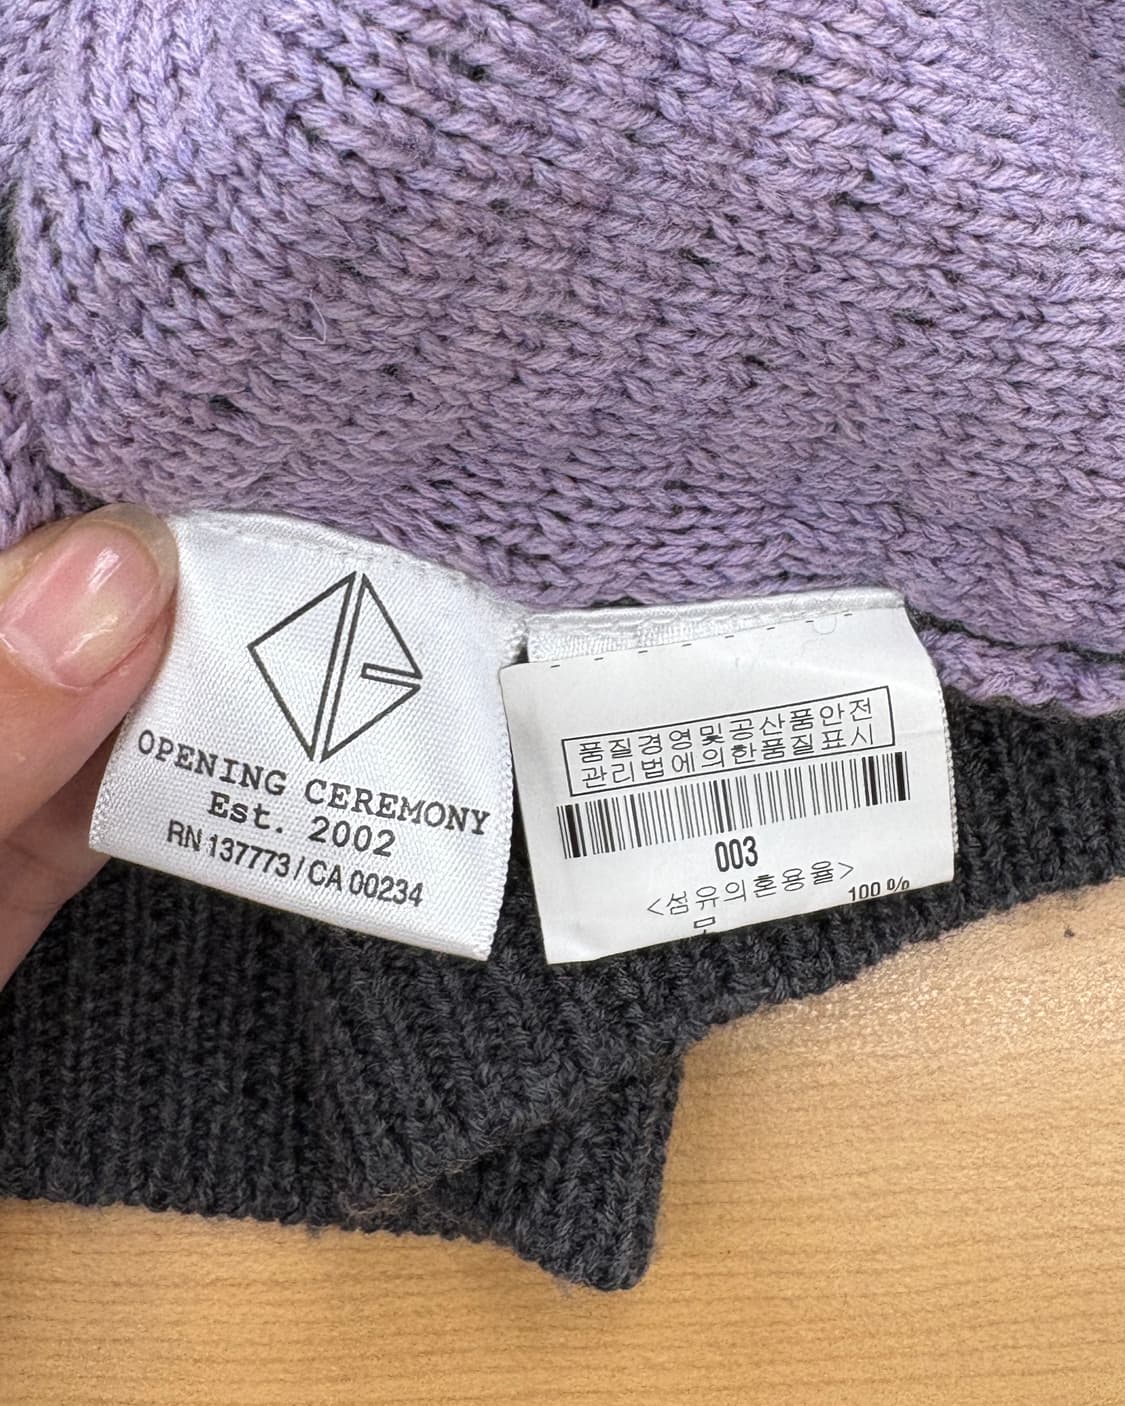 OPENING CEREMONY
Est. 2002
RN 137773 / CA 00234
품질경영및공산품안전
관리법에의한품질표시
003
<섬유의혼용율>
100 %